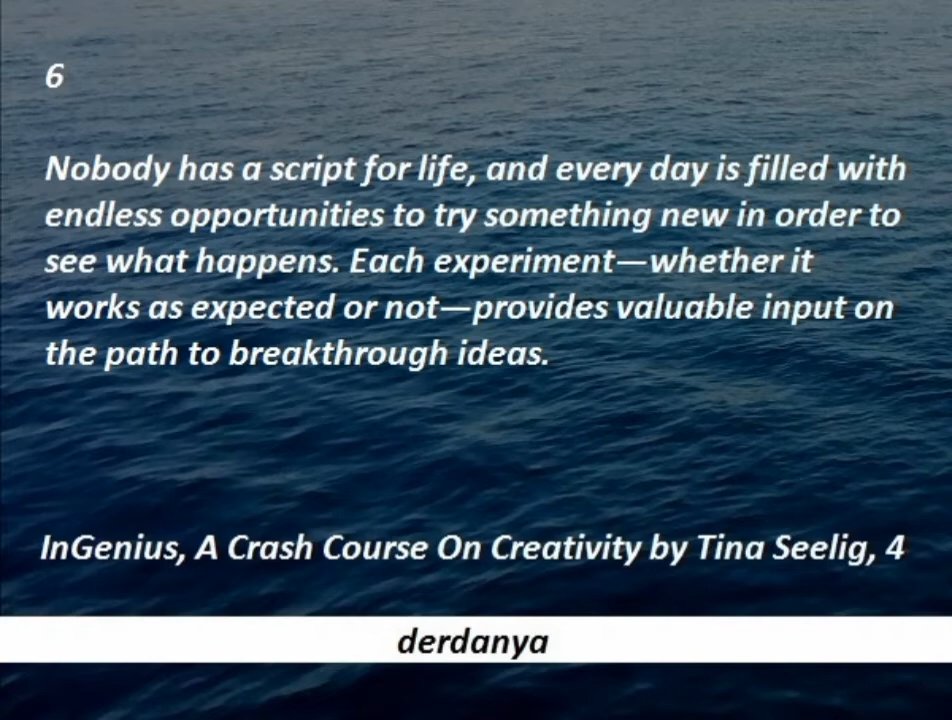 6
Nobody has a script for life, and every day is filled with
endless opportunities to try something new in order to
see what happens. Each experiment—whether it
works as expected or not—provides valuable input on
the path to breakthrough ideas.
InGenius, A Crash Course On Creativity by Tina Seelig, 4
derdanya